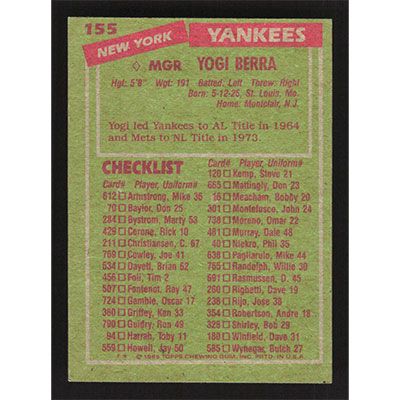 155
NEW YORK YANKEES
◇ MGR YOGI BERRA
Hgt: 5'8" Wgt: 191 Batted: Left Threw: Right
Born: 5-12-25, St. Louis, Mo.
Home: Montclair, N.J.
Yogi led Yankees to AL Title in 1964
and Mets to NL Title in 1973.
CHECKLIST
Card# Player, Uniform#
612 □ Armstrong, Mike 36
70 □ Baylor, Don 25
284 □ Bystrom, Marty 53
429 □ Cerone, Rick 10
211 □ Christiansen, C. 67
769 □ Cowley, Joe 41
634 □ Dayett, Brian 52
456 □ Foli, Tim 2
507 □ Fontenot, Ray 47
724 □ Gamble, Oscar 17
380 □ Griffey, Ken 33
790 □ Guidry, Ron 49
94 □ Harrah, Toby 11
559 □ Howell, Jay 50
Card# Player, Uniform#
120 □ Kemp, Steve 21
665 □ Mattingly, Don 23
16 □ Meacham, Bobby 20
301 □ Montefusco, John 24
738 □ Moreno, Omar 22
481 □ Murray, Dale 48
40 □ Niekro, Phil 35
638 □ Pagliarulo, Mike 44
765 □ Randolph, Willie 30
691 □ Rasmussen, D. 45
260 □ Righetti, Dave 19
238 □ Rijo, Jose 38
354 □ Robertson, Andre 18
328 □ Shirley, Bob 29
180 □ Winfield, Dave 31
585 □ Wynegar, Butch 27
© 1985 TOPPS CHEWING GUM, INC. PRTD. IN U.S.A.